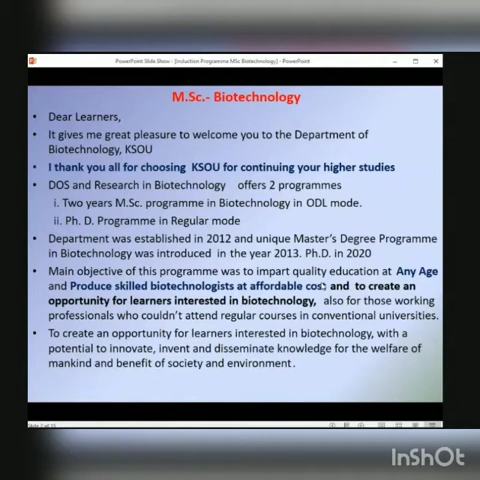 PowerPoint Slide Show - [Induction Programme MSc Biotechnology] - PowerPoint
M.Sc.- Biotechnology
• Dear Learners,
• It gives me great pleasure to welcome you to the Department of
Biotechnology, KSOU
• I thank you all for choosing KSOU for continuing your higher studies
• DOS and Research in Biotechnology offers 2 programmes
i. Two years M.Sc. programme in Biotechnology in ODL mode.
ii. Ph. D. Programme in Regular mode
• Department was established in 2012 and unique Master's Degree Programme
in Biotechnology was introduced in the year 2013. Ph.D. in 2020
• Main objective of this programme was to impart quality education at Any Age
and Produce skilled biotechnologists at affordable cost and to create an
opportunity for learners interested in biotechnology, also for those working
professionals who couldn't attend regular courses in conventional universities.
• To create an opportunity for learners interested in biotechnology, with a
potential to innovate, invent and disseminate knowledge for the welfare of
mankind and benefit of society and environment.
InShOt